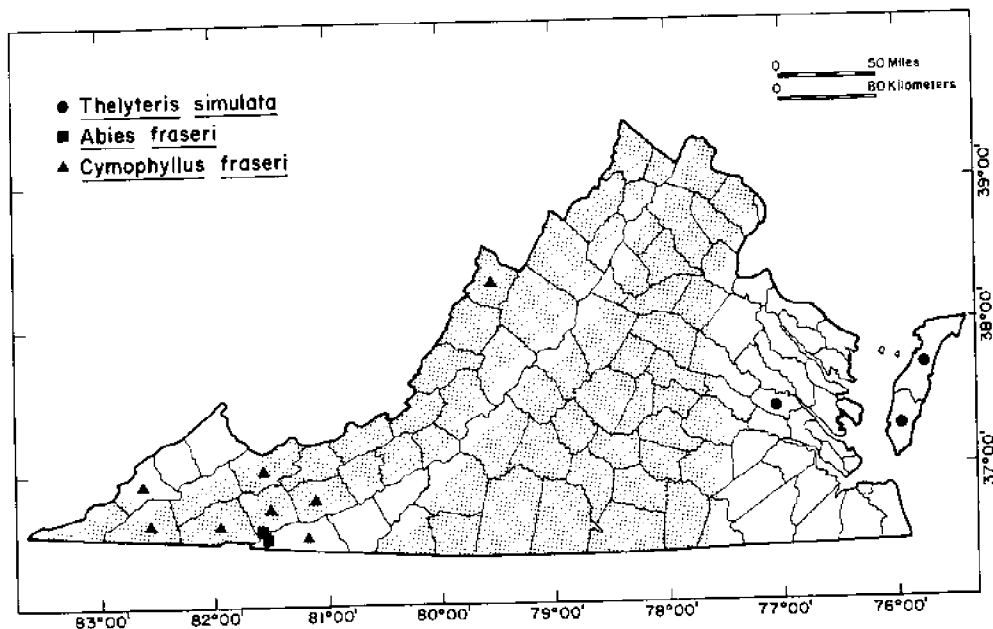 0 50 Miles
0 80 Kilometers
Thelyteris simulata
Abies fraseri
Cymophyllus fraseri
39°00'
38°00'
37°00'
83°00' 82°00' 81°00' 80°00' 79°00' 78°00' 77°00' 76°00'